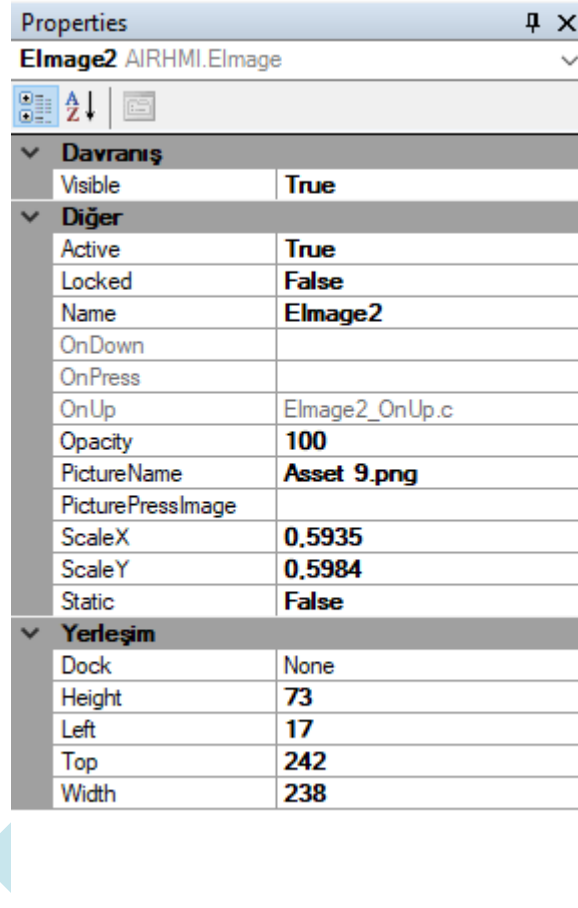 Properties
EImage2 AIRHMI.EImage
Davranış
Visible True
Diğer
Active True
Locked False
Name EImage2
OnDown
OnPress
OnUp EImage2_OnUp.c
Opacity 100
PictureName Asset 9.png
PicturePressImage
ScaleX 0,5935
ScaleY 0,5984
Static False
Yerleşim
Dock None
Height 73
Left 17
Top 242
Width 238